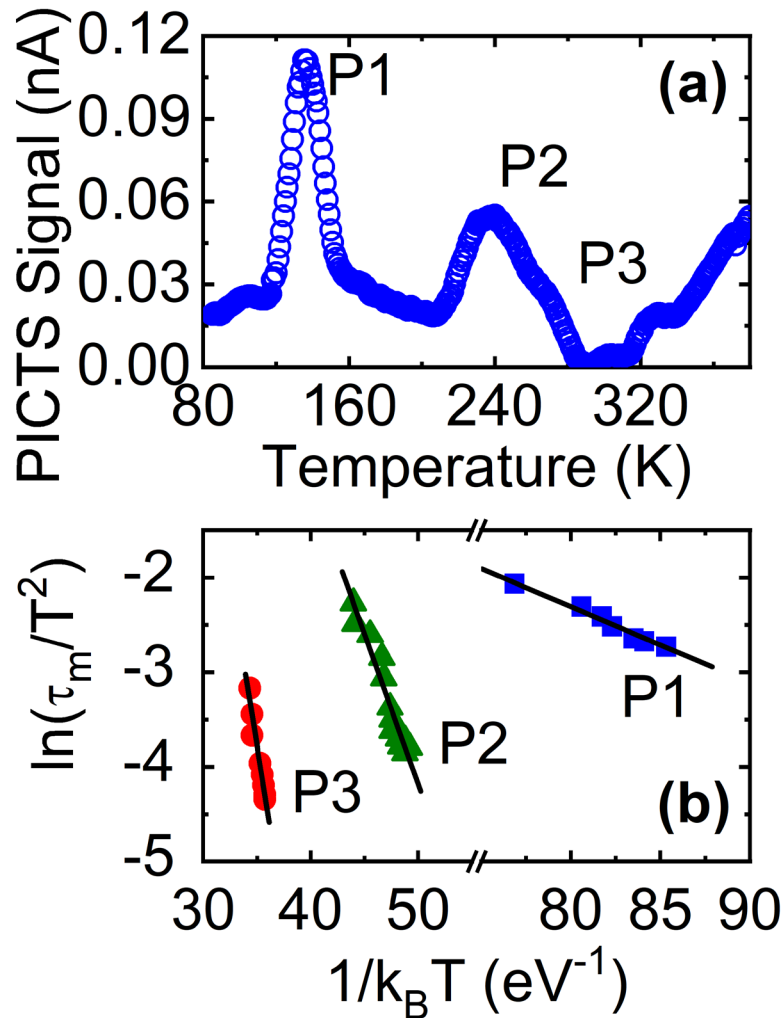 0.12
0.09
0.06
0.03
0.00
PICTS Signal (nA)
P1
(a)
P2
P3
80 160 240 320
Temperature (K)
-2
-3
-4
-5
ln(τm/T²)
P1
P2
P3
(b)
30 40 50 80 85 90
1/kBT (eV⁻¹)